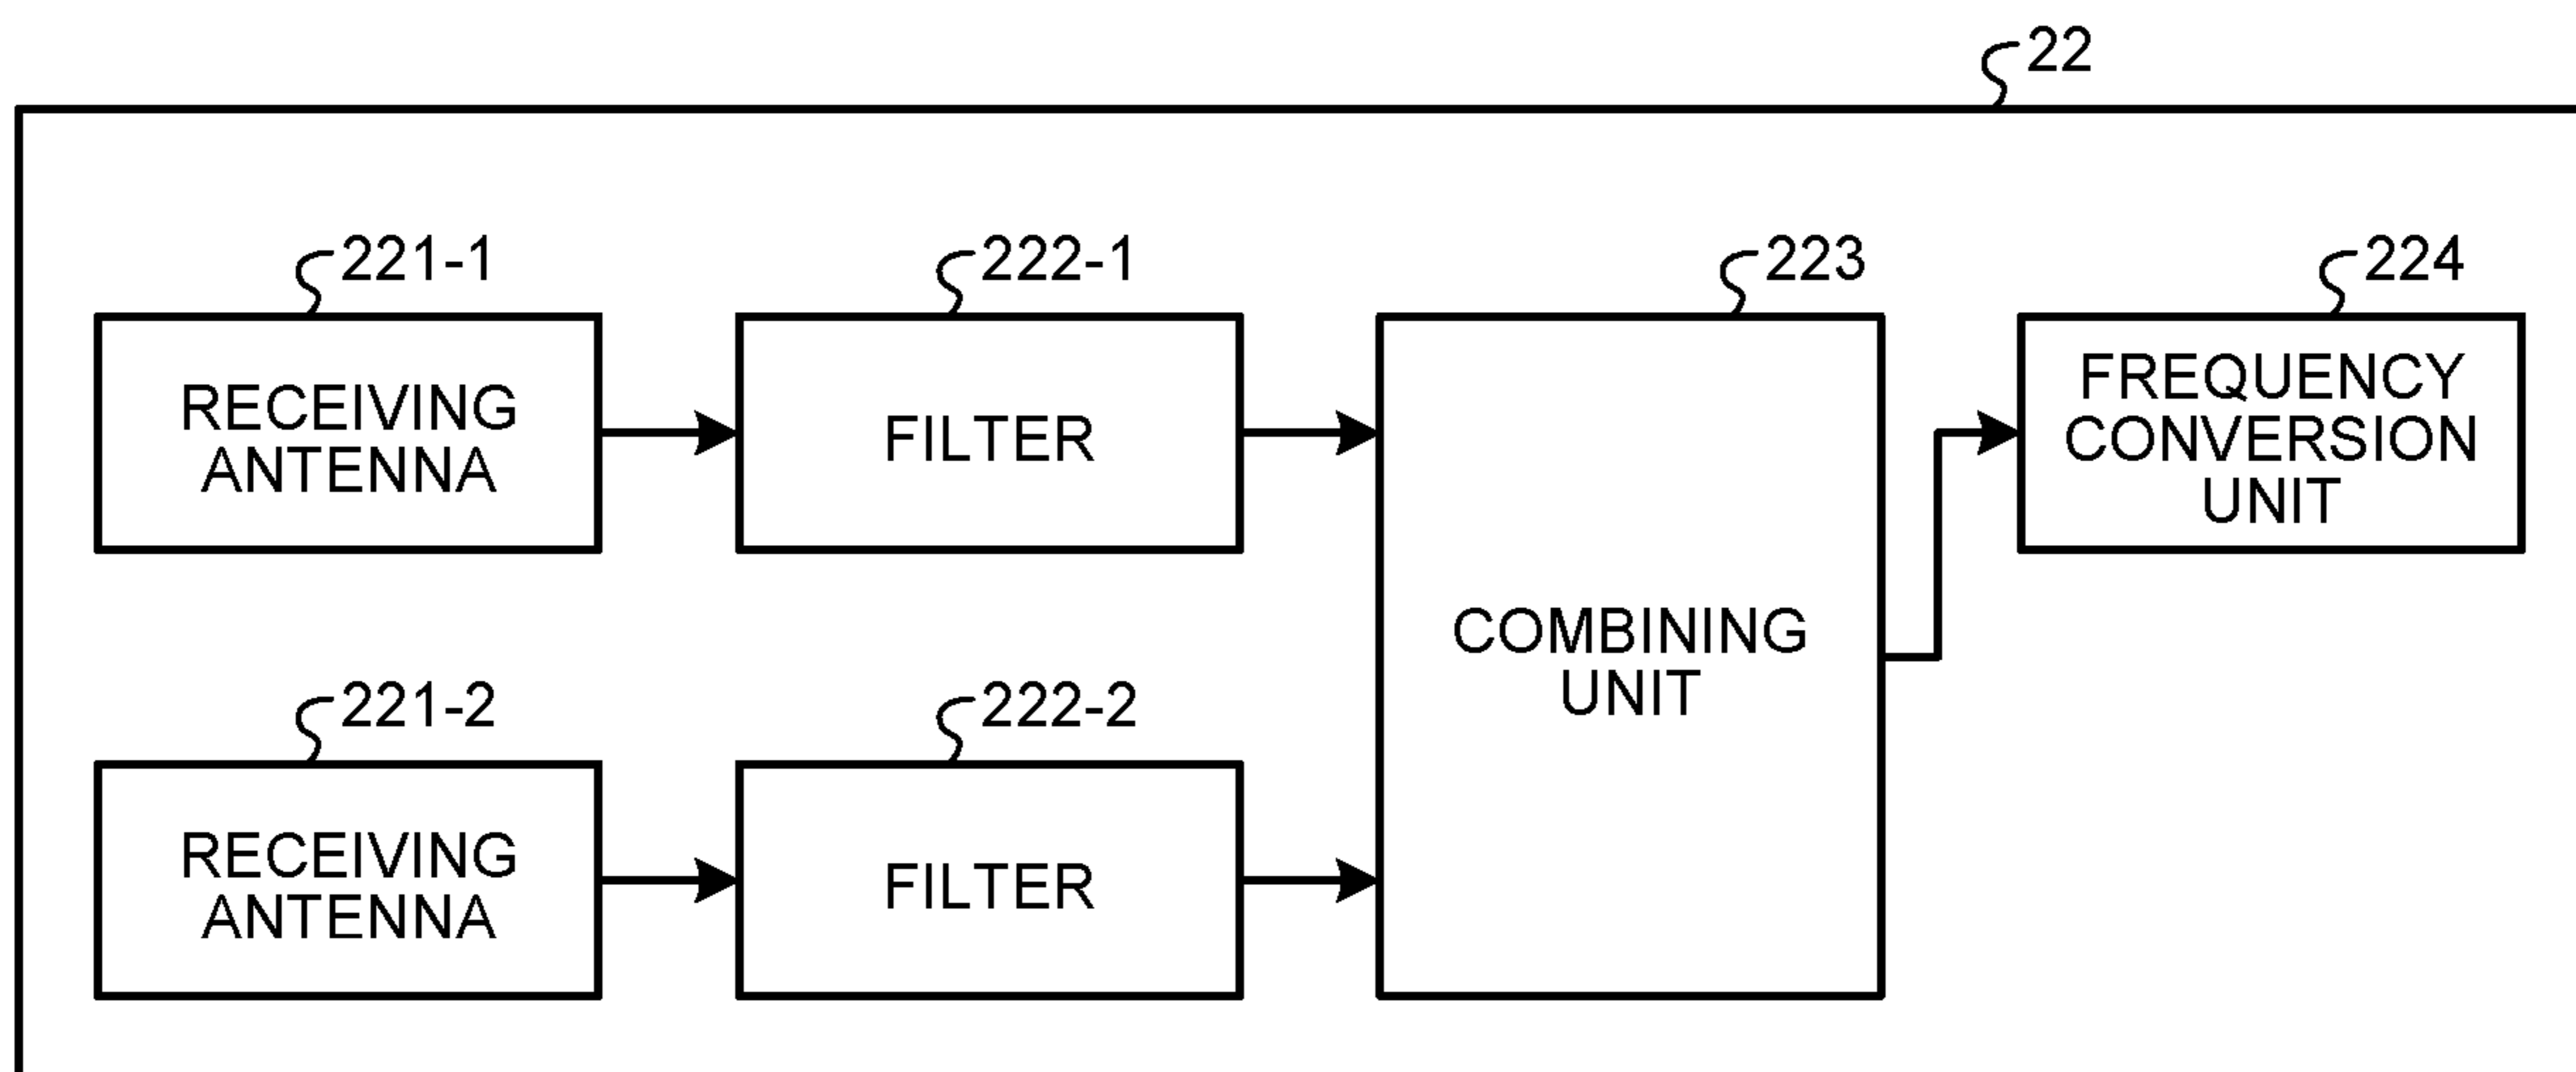 22
221-1
222-1
223
224
RECEIVING
ANTENNA
FILTER
COMBINING
UNIT
FREQUENCY
CONVERSION
UNIT
221-2
222-2
RECEIVING
ANTENNA
FILTER